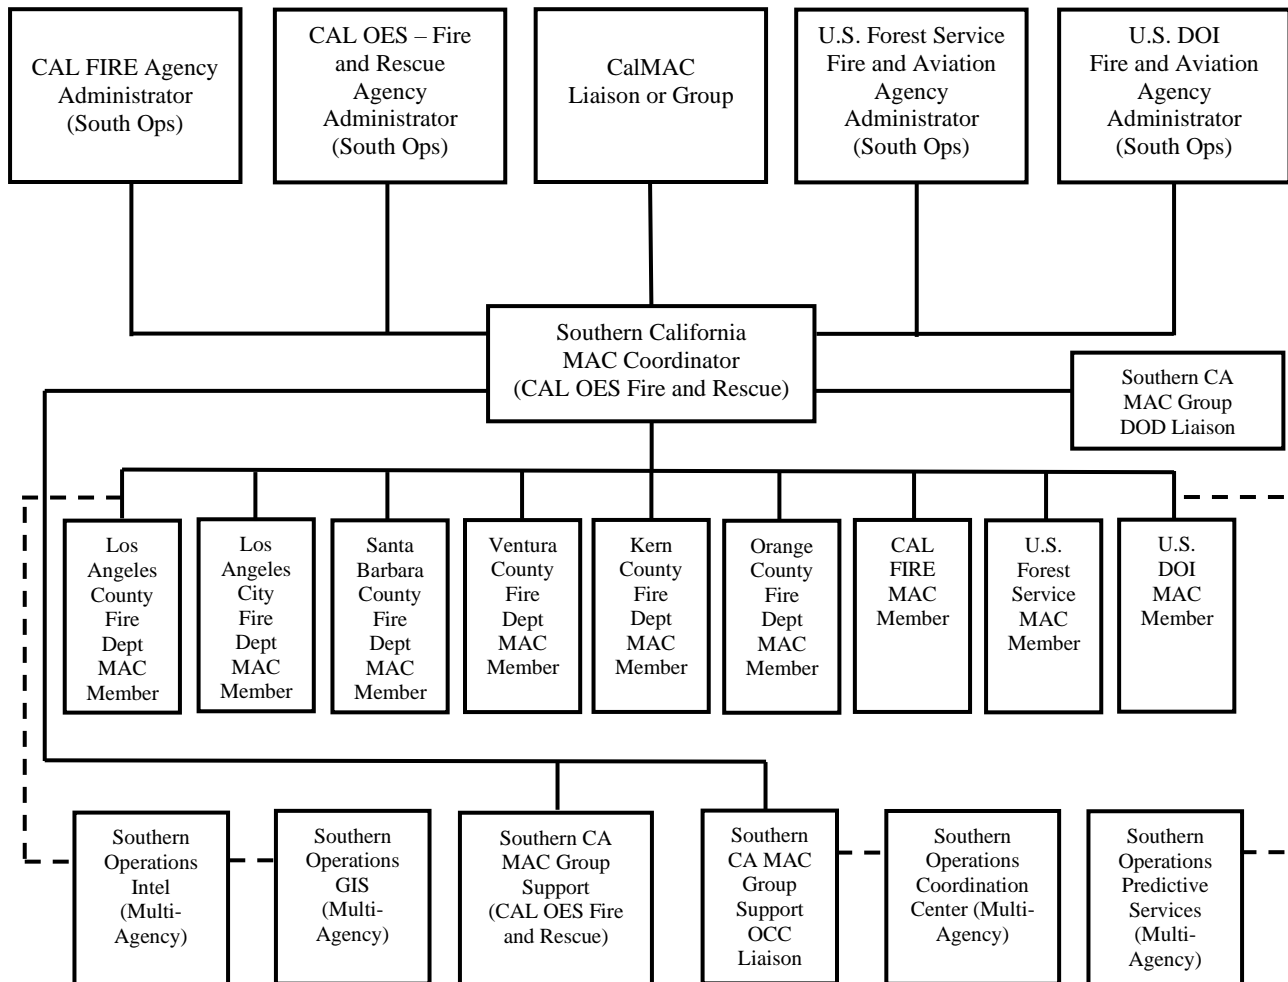 CAL FIRE Agency
Administrator
(South Ops)
CAL OES – Fire
and Rescue
Agency
Administrator
(South Ops)
CalMAC
Liaison or Group
U.S. Forest Service
Fire and Aviation
Agency
Administrator
(South Ops)
U.S. DOI
Fire and Aviation
Agency
Administrator
(South Ops)
Southern California
MAC Coordinator
(CAL OES Fire and Rescue)
Southern CA
MAC Group
DOD Liaison
Los
Angeles
County
Fire
Dept
MAC
Member
Los
Angeles
City
Fire
Dept
MAC
Member
Santa
Barbara
County
Fire
Dept
MAC
Member
Ventura
County
Fire
Dept
MAC
Member
Kern
County
Fire
Dept
MAC
Member
Orange
County
Fire
Dept
MAC
Member
CAL
FIRE
MAC
Member
U.S.
Forest
Service
MAC
Member
U.S.
DOI
MAC
Member
Southern
Operations
Intel
(Multi-
Agency)
Southern
Operations
GIS
(Multi-
Agency)
Southern CA
MAC Group
Support
(CAL OES Fire
and Rescue)
Southern
CA MAC
Group
Support
OCC
Liaison
Southern
Operations
Coordination
Center (Multi-
Agency)
Southern
Operations
Predictive
Services
(Multi-
Agency)